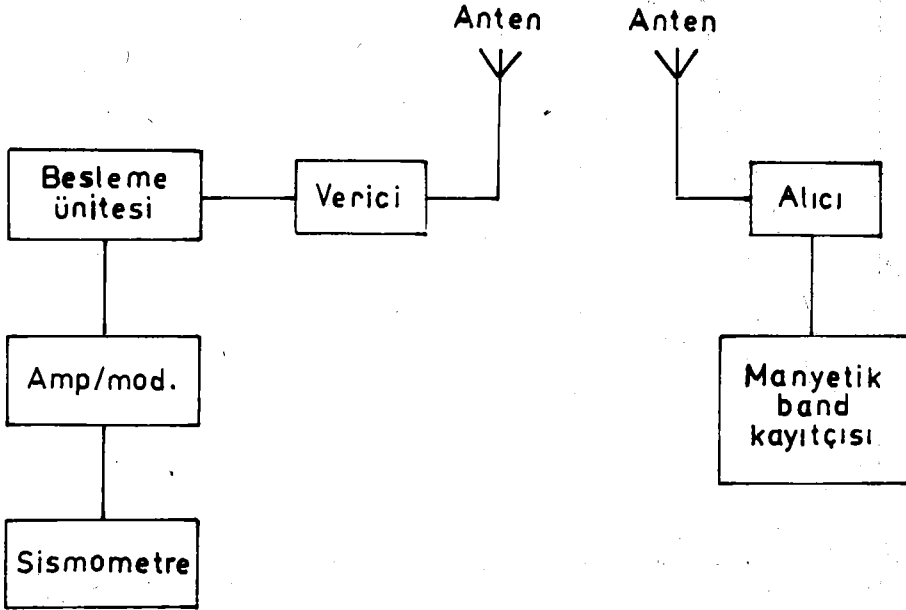 Anten
Anten
Besleme
ünitesi
Verici
Alıcı
Amp/mod.
Manyetik
band
kayıtçısı
Sismometre